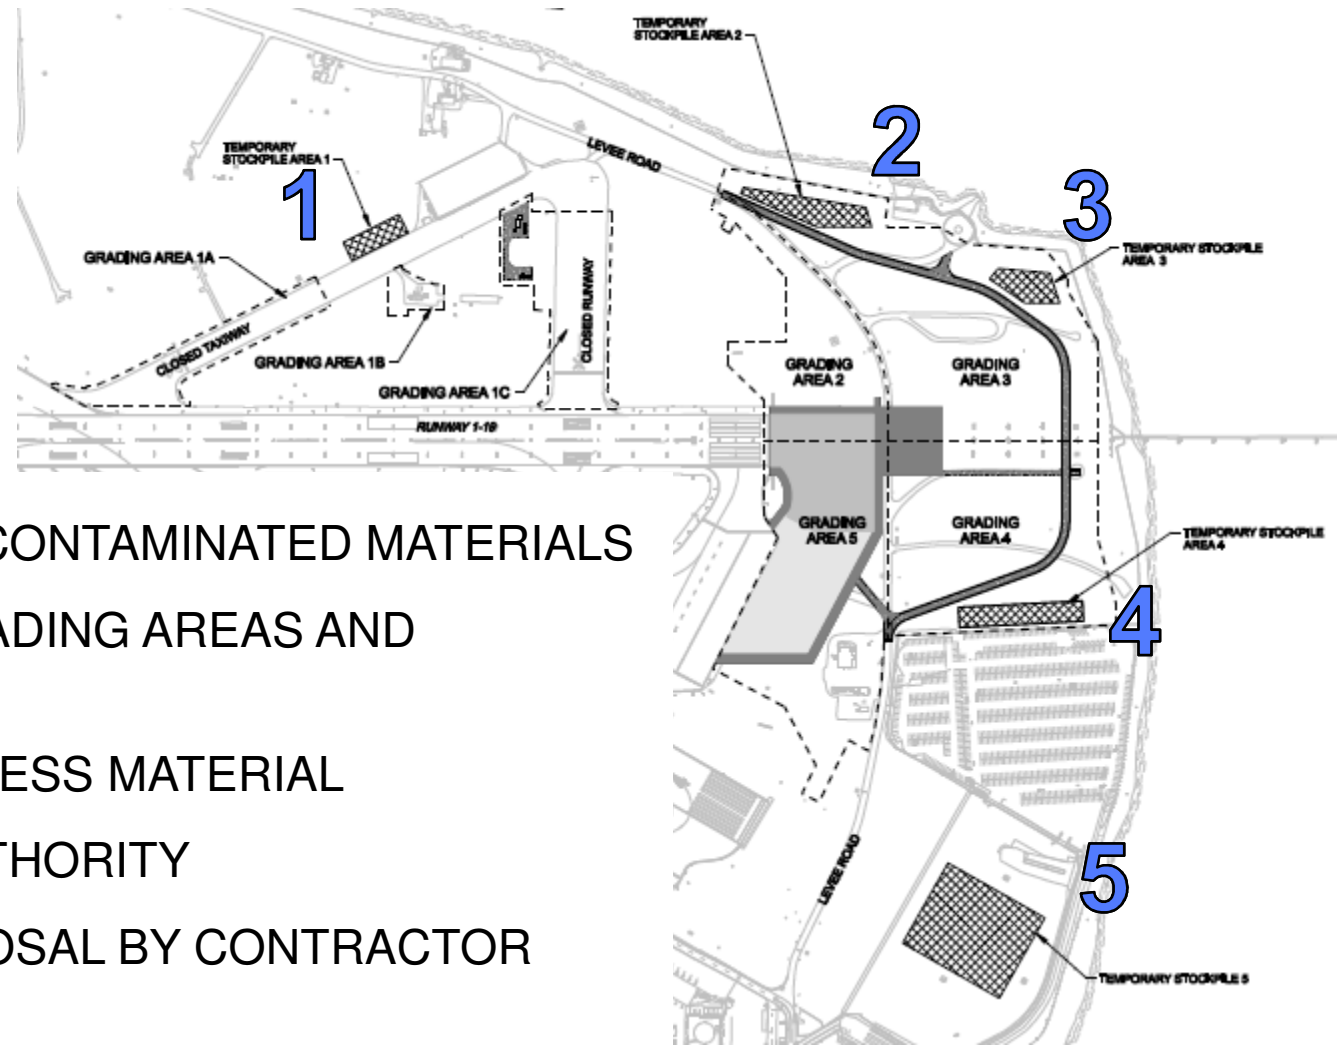 TEMPORARY
STOCKPILE AREA 2
2
LEVEE ROAD
TEMPORARY
STOCKPILE AREA 1
1
3
TEMPORARY STOCKPILE
AREA 3
GRADING AREA 1A
CLOSED TAXIWAY
GRADING AREA 1B
CLOSED RUNWAY
GRADING AREA 1C
GRADING
AREA 2
GRADING
AREA 3
RUNWAY 1-19
GRADING
AREA 5
GRADING
AREA 4
TEMPORARY STOCKPILE
AREA 4
4
CONTAMINATED MATERIALS
ADING AREAS AND
ESS MATERIAL
THORITY
OSAL BY CONTRACTOR
LEVEE ROAD
5
TEMPORARY STOCKPILE 5